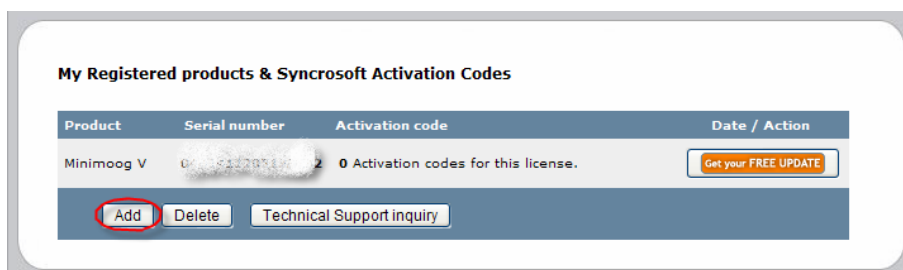 My Registered products & Syncrosoft Activation Codes
Product Serial number Activation code Date / Action
Minimoog V 0 Activation codes for this license. Get your FREE UPDATE
Add Delete Technical Support inquiry